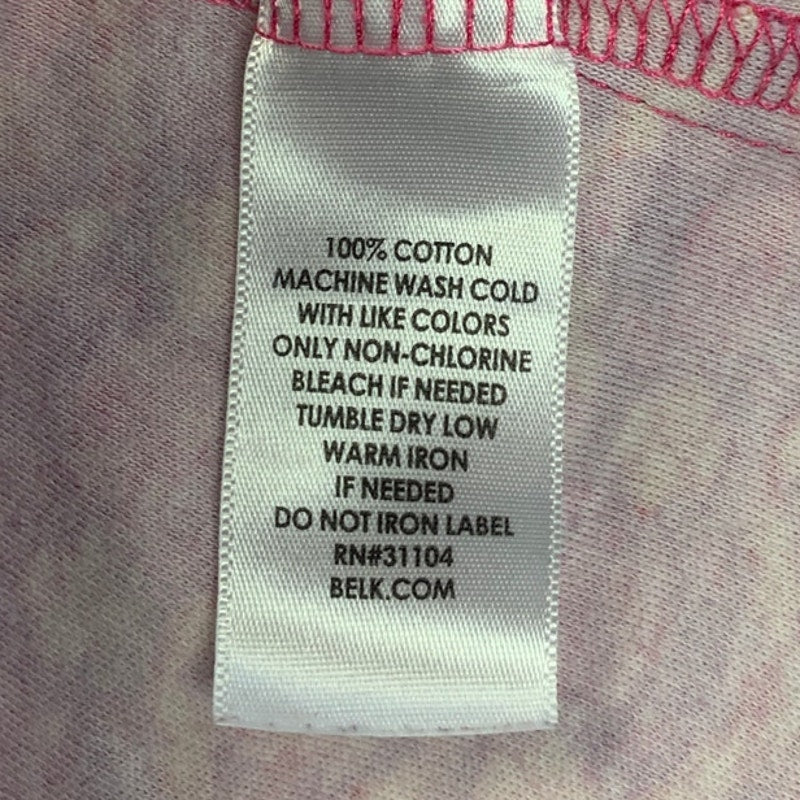 100% COTTON
MACHINE WASH COLD
WITH LIKE COLORS
ONLY NON-CHLORINE
BLEACH IF NEEDED
TUMBLE DRY LOW
WARM IRON
IF NEEDED
DO NOT IRON LABEL
RN#31104
BELK.COM